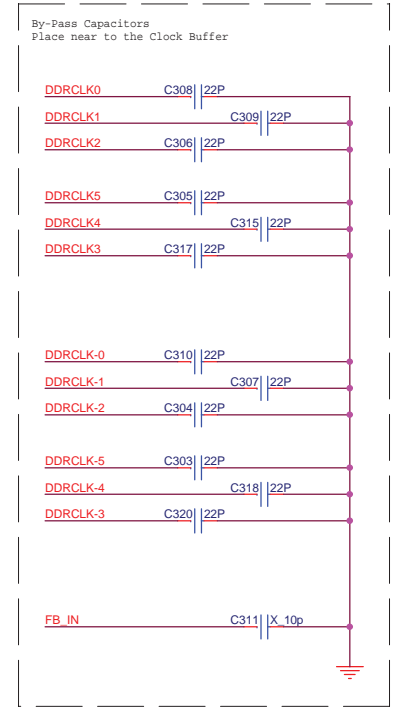 By-Pass Capacitors
Place near to the Clock Buffer
DDRCLK0 C308 22P
DDRCLK1 C309 22P
DDRCLK2 C306 22P
DDRCLK5 C305 22P
DDRCLK4 C315 22P
DDRCLK3 C317 22P
DDRCLK-0 C310 22P
DDRCLK-1 C307 22P
DDRCLK-2 C304 22P
DDRCLK-5 C303 22P
DDRCLK-4 C318 22P
DDRCLK-3 C320 22P
FB_IN C311 X_10p